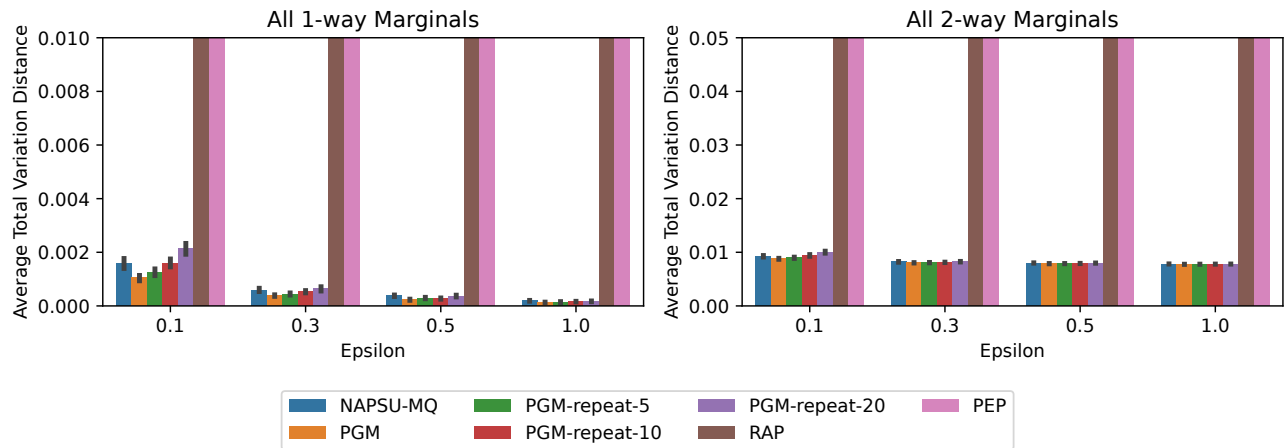 All 1-way Marginals
Average Total Variation Distance
0.010
0.008
0.006
0.004
0.002
0.000
0.1 0.3 0.5 1.0
Epsilon
All 2-way Marginals
Average Total Variation Distance
0.05
0.04
0.03
0.02
0.01
0.00
0.1 0.3 0.5 1.0
Epsilon
NAPSU-MQ PGM-repeat-5 PGM-repeat-20 PEP
PGM PGM-repeat-10 RAP